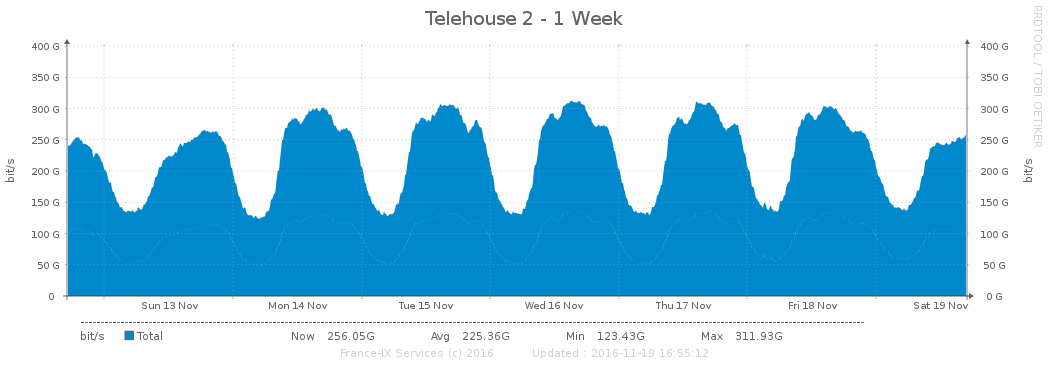 Telehouse 2 - 1 Week
RRDTOOL / TOBI OETIKER
400 G 400 G
350 G 350 G
300 G 300 G
250 G 250 G
200 G 200 G
150 G 150 G
100 G 100 G
50 G 50 G
0 0 G
bit/s
bit/s
Sun 13 Nov Mon 14 Nov Tue 15 Nov Wed 16 Nov Thu 17 Nov Fri 18 Nov Sat 19 Nov
bit/s Total Now 256.05G Avg 225.36G Min 123.43G Max 311.93G
France-IX Services (c) 2016 Updated : 2016-11-19 16:55:12